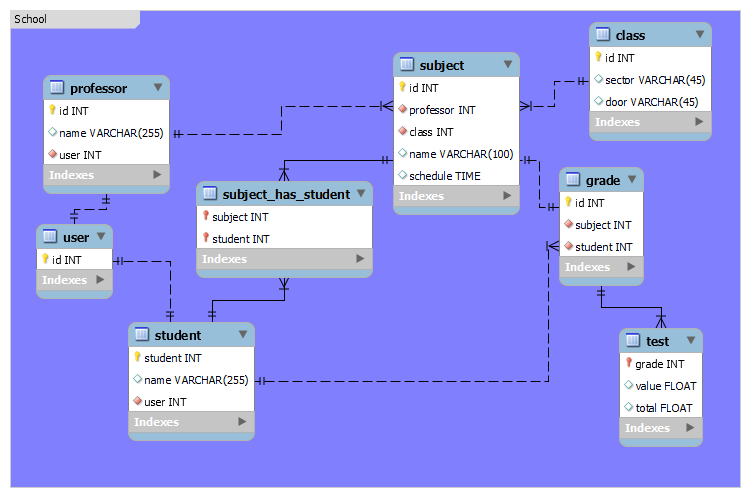 School
professor
id INT
name VARCHAR(255)
user INT
Indexes
subject
id INT
professor INT
class INT
name VARCHAR(100)
schedule TIME
Indexes
class
id INT
sector VARCHAR(45)
door VARCHAR(45)
Indexes
subject_has_student
subject INT
student INT
Indexes
grade
id INT
subject INT
student INT
Indexes
user
id INT
Indexes
student
student INT
name VARCHAR(255)
user INT
Indexes
test
grade INT
value FLOAT
total FLOAT
Indexes